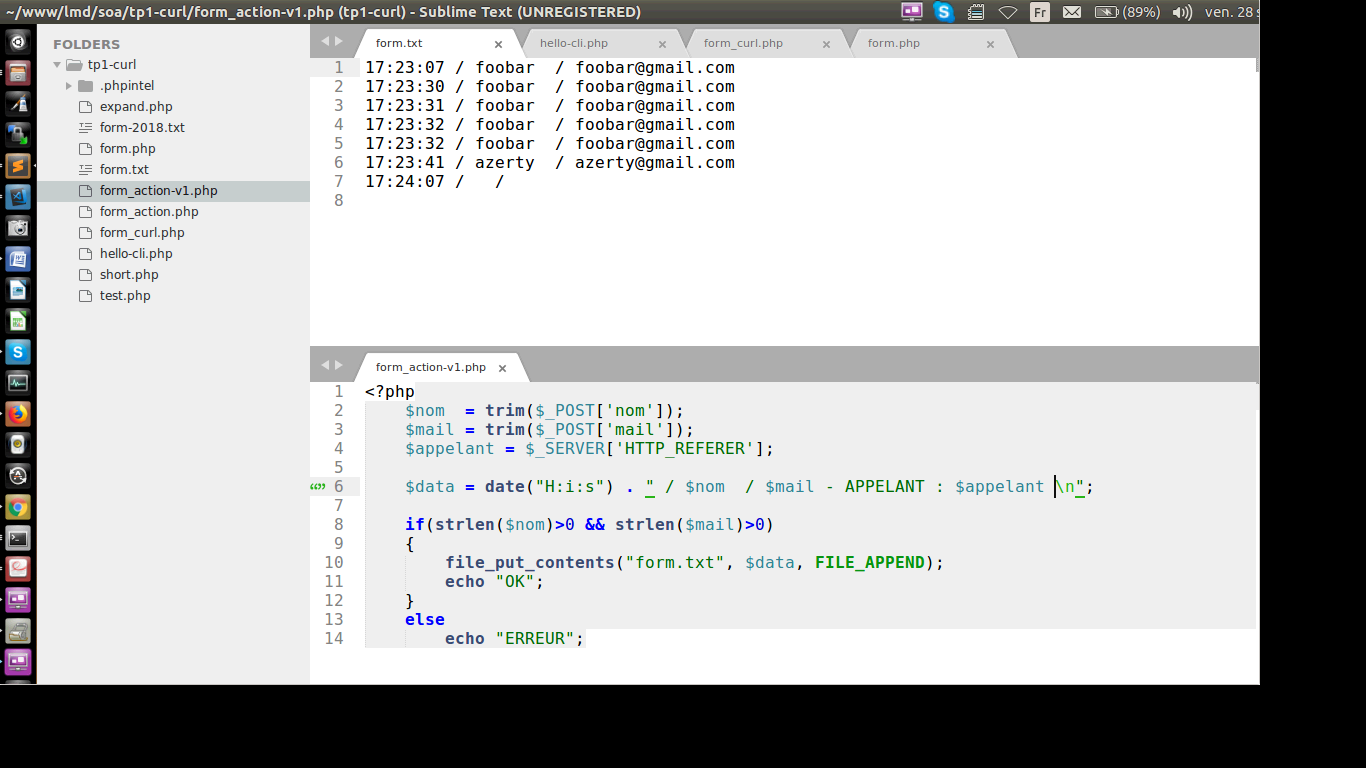 ~/www/lmd/soa/tp1-curl/form_action-v1.php (tp1-curl) - Sublime Text (UNREGISTERED)
Fr
(89%)
ven. 28 s
FOLDERS
tp1-curl
.phpintel
expand.php
form-2018.txt
form.php
form.txt
form_action-v1.php
form_action.php
form_curl.php
hello-cli.php
short.php
test.php
form.txt
hello-cli.php
form_curl.php
form.php
1 17:23:07 / foobar  / foobar@gmail.com
2 17:23:30 / foobar  / foobar@gmail.com
3 17:23:31 / foobar  / foobar@gmail.com
4 17:23:32 / foobar  / foobar@gmail.com
5 17:23:32 / foobar  / foobar@gmail.com
6 17:23:41 / azerty  / azerty@gmail.com
7 17:24:07 /   /
8
form_action-v1.php
1 <?php
2     $nom  = trim($_POST['nom']);
3     $mail = trim($_POST['mail']);
4     $appelant = $_SERVER['HTTP_REFERER'];
5
6     $data = date("H:i:s") . " / $nom  / $mail - APPELANT : $appelant \n";
7
8     if(strlen($nom)>0 && strlen($mail)>0)
9     {
10         file_put_contents("form.txt", $data, FILE_APPEND);
11         echo "OK";
12     }
13     else
14         echo "ERREUR";